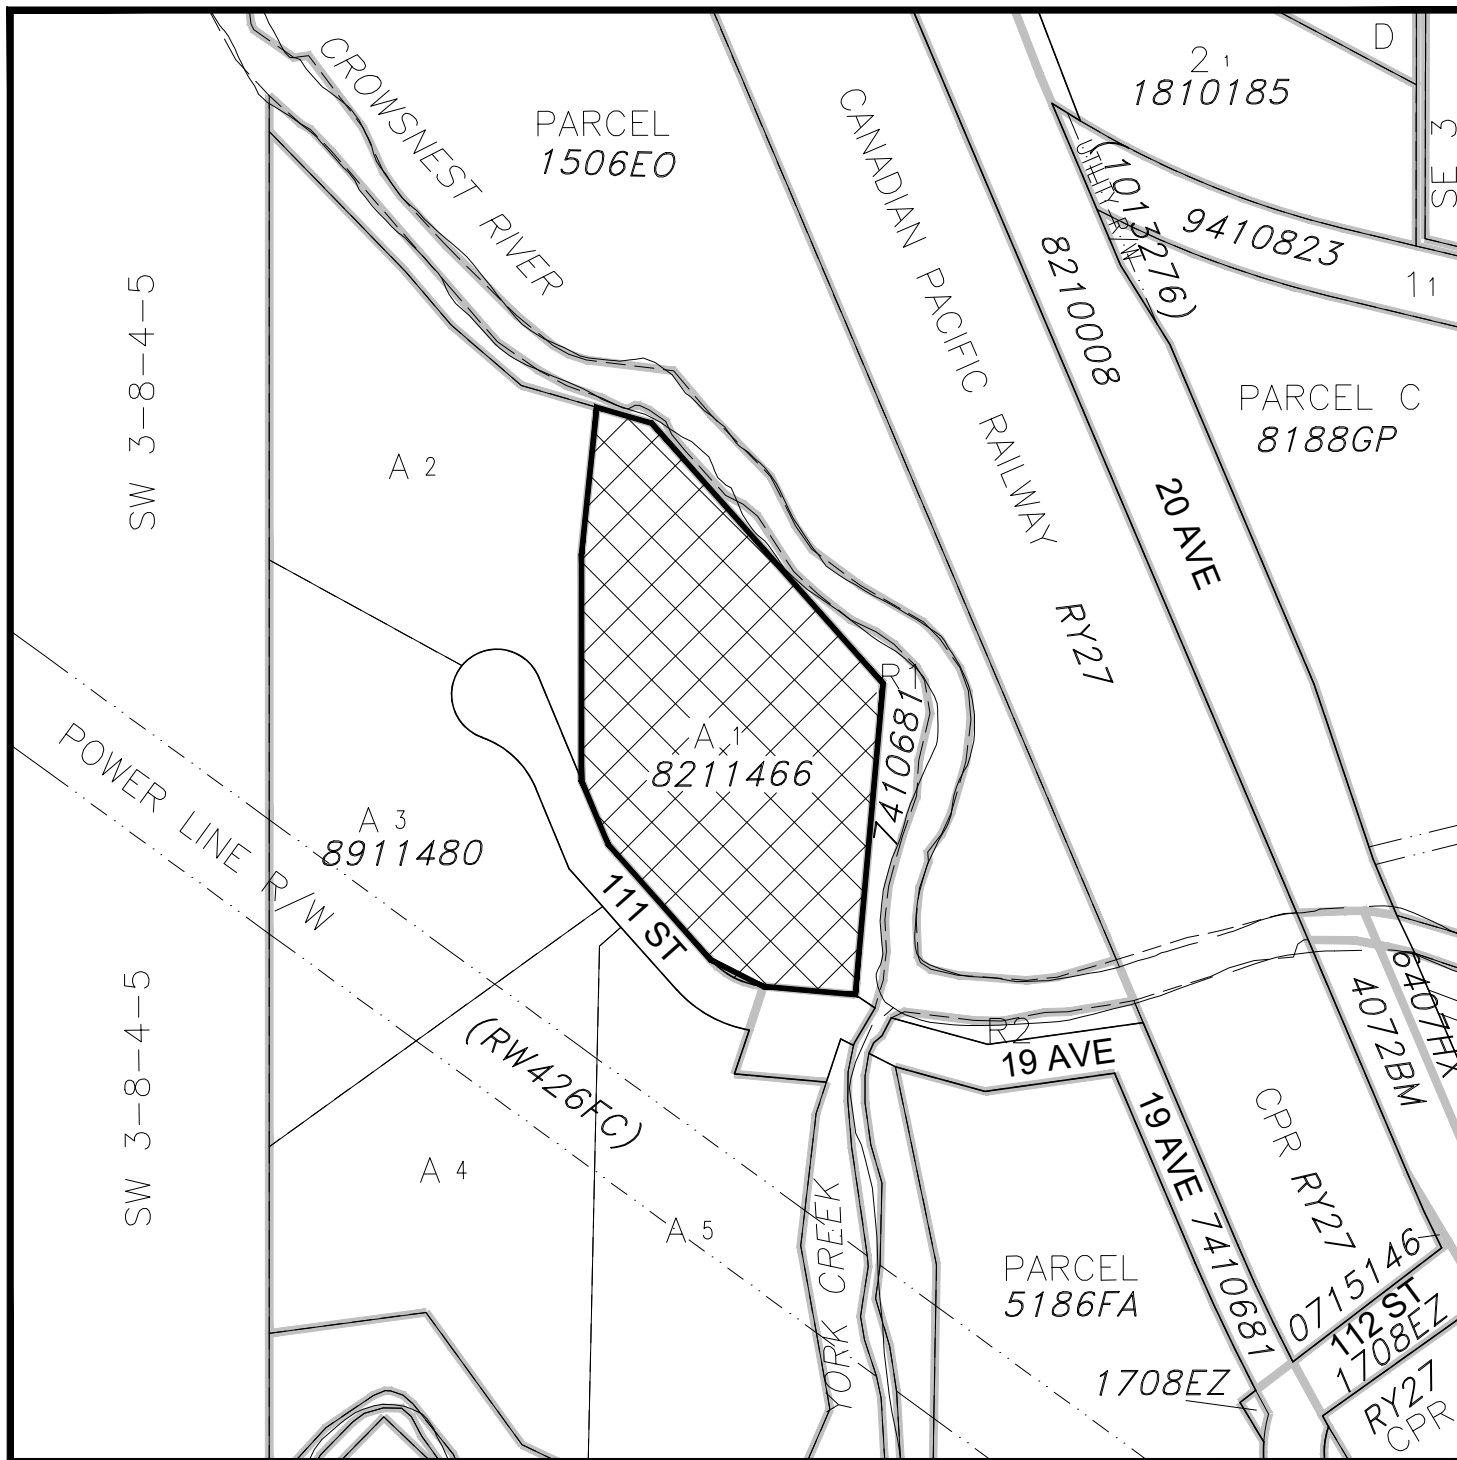 CROWSNEST RIVER
PARCEL
1506EO
CANADIAN PACIFIC RAILWAY
RY27
8210008
20 AVE
2 1
1810185
D
SE 3
UTILITY R/W
(1013276)
9410823
1 1
PARCEL C
8188GP
SW 3-8-4-5
A 2
R1
7410681
A 1
8211466
POWER LINE R/W
A 3
8911480
111 ST
SW 3-8-4-5
(RW426FC)
A 4
A 5
R2
19 AVE
19 AVE 7410681
4072BM
6407HX
CPR RY27
YORK CREEK
PARCEL
5186FA
1708EZ
0715146
112 ST
1708EZ
RY27
CPR